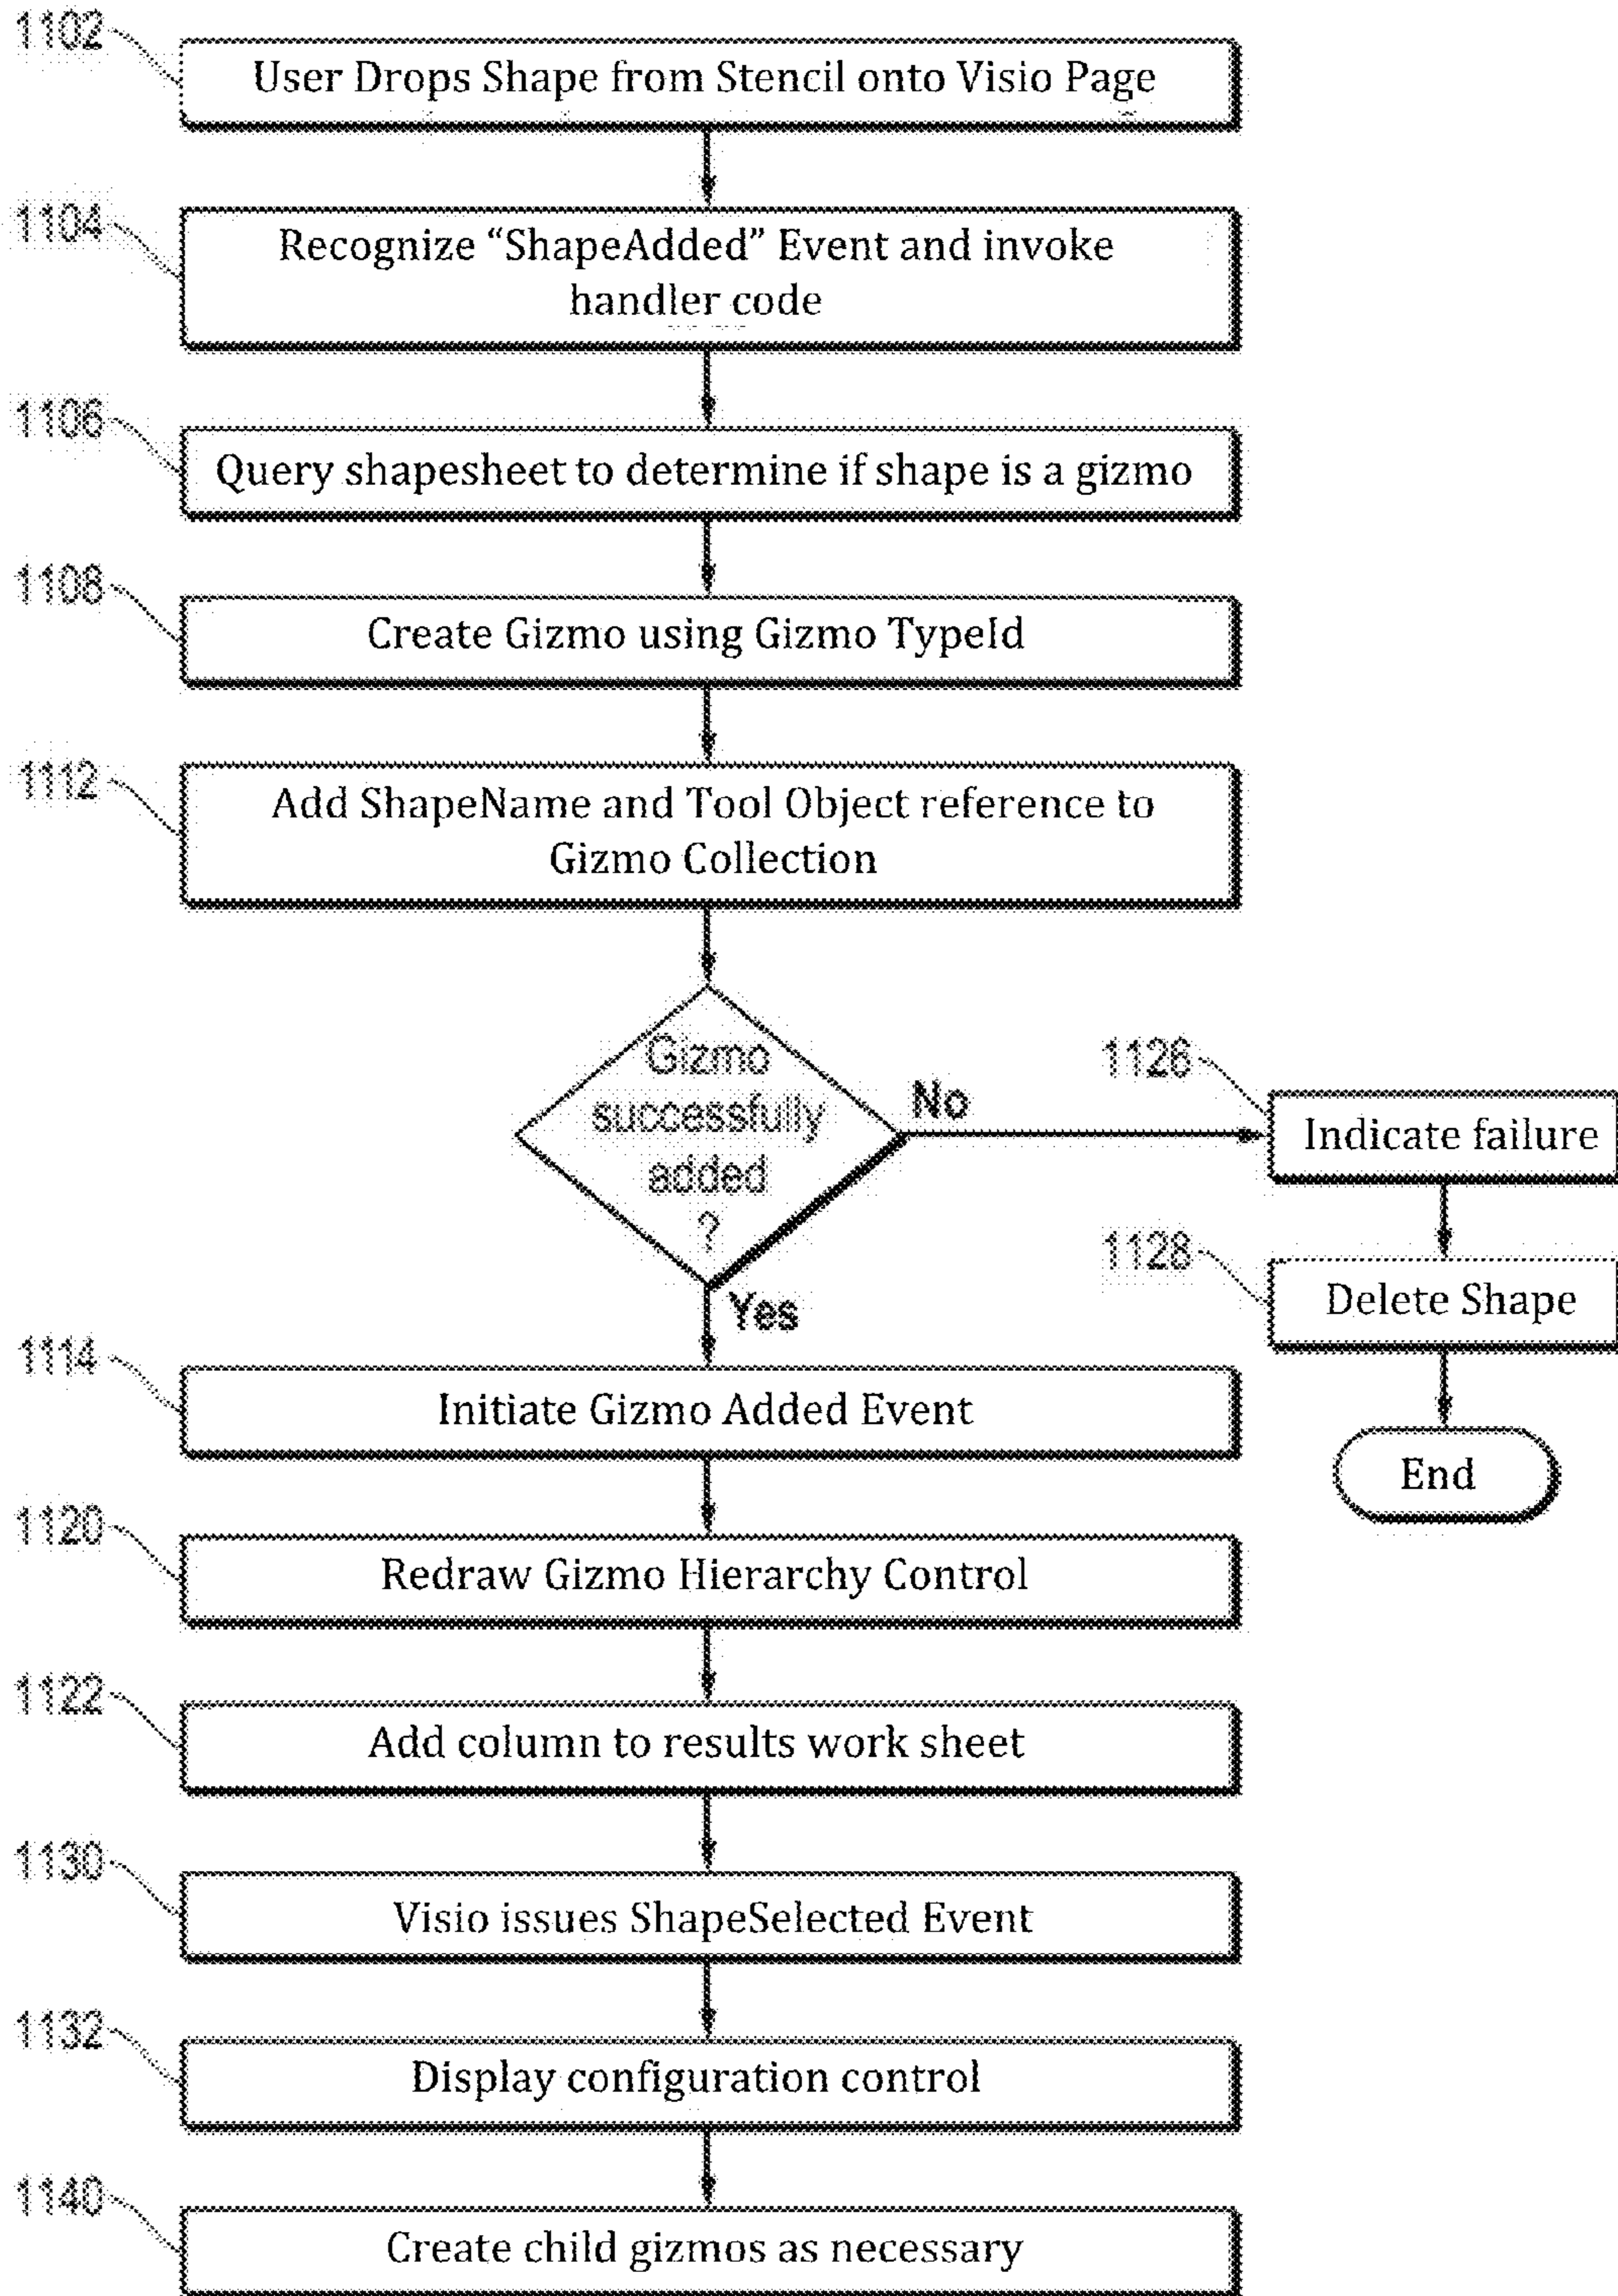 1102
User Drops Shape from Stencil onto Visio Page
1104
Recognize “ShapeAdded” Event and invoke
handler code
1106
Query shapesheet to determine if shape is a gizmo
1108
Create Gizmo using Gizmo TypeId
1112
Add ShapeName and Tool Object reference to
Gizmo Collection
Gizmo
successfully
added
?
No
1126
Indicate failure
1128
Delete Shape
End
Yes
1114
Initiate Gizmo Added Event
1120
Redraw Gizmo Hierarchy Control
1122
Add column to results work sheet
1130
Visio issues ShapeSelected Event
1132
Display configuration control
1140
Create child gizmos as necessary